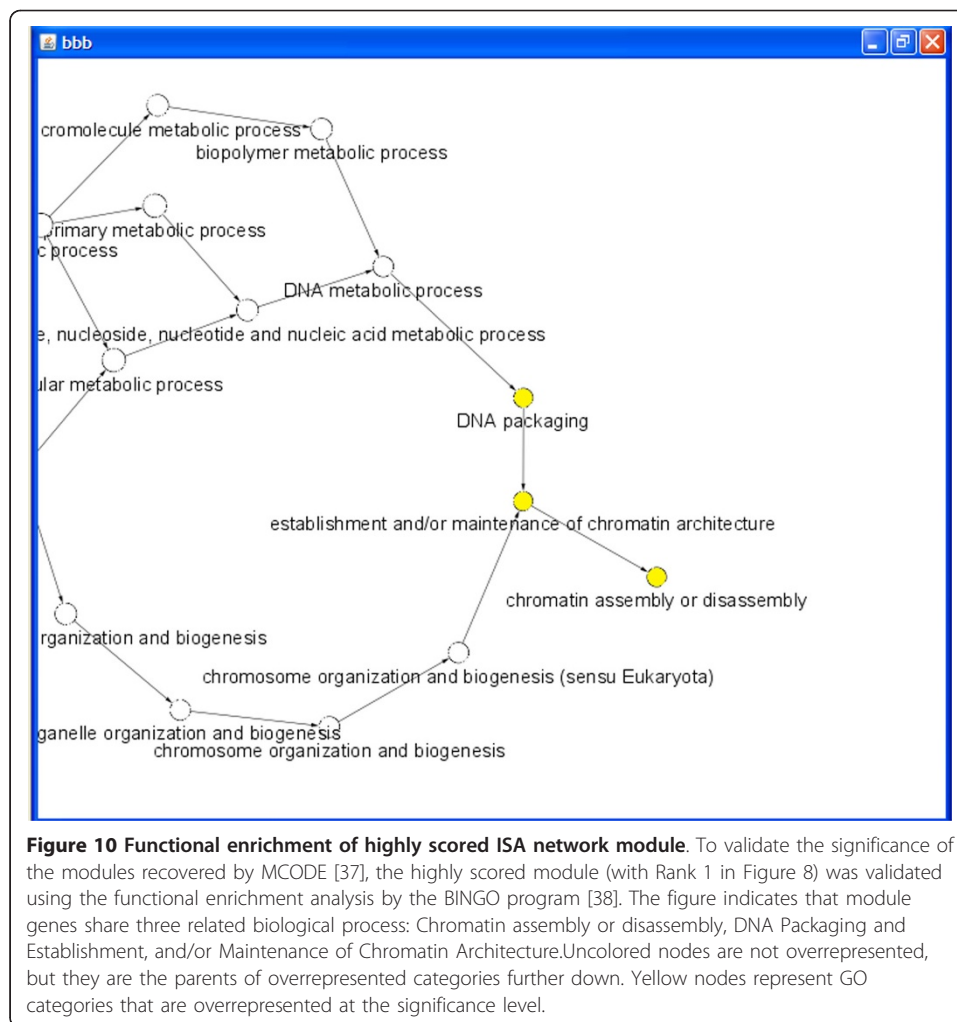 bbb
cromolecule metabolic process
biopolymer metabolic process
rimary metabolic process
c process
DNA metabolic process
e, nucleoside, nucleotide and nucleic acid metabolic process
ular metabolic process
DNA packaging
establishment and/or maintenance of chromatin architecture
chromatin assembly or disassembly
rganization and biogenesis
chromosome organization and biogenesis (sensu Eukaryota)
ganelle organization and biogenesis
chromosome organization and biogenesis
Figure 10 Functional enrichment of highly scored ISA network module. To validate the significance of
the modules recovered by MCODE [37], the highly scored module (with Rank 1 in Figure 8) was validated
using the functional enrichment analysis by the BINGO program [38]. The figure indicates that module
genes share three related biological process: Chromatin assembly or disassembly, DNA Packaging and
Establishment, and/or Maintenance of Chromatin Architecture.Uncolored nodes are not overrepresented,
but they are the parents of overrepresented categories further down. Yellow nodes represent GO
categories that are overrepresented at the significance level.